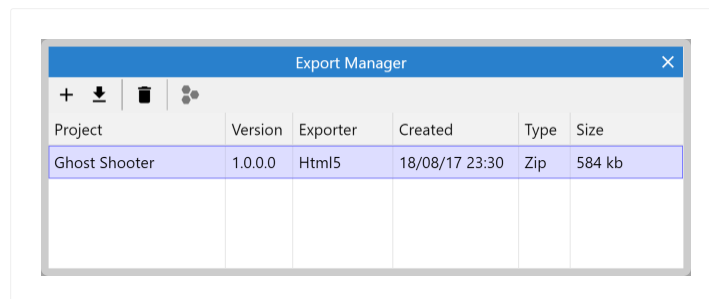 Export Manager
Project Version Exporter Created Type Size
Ghost Shooter 1.0.0.0 Html5 18/08/17 23:30 Zip 584 kb